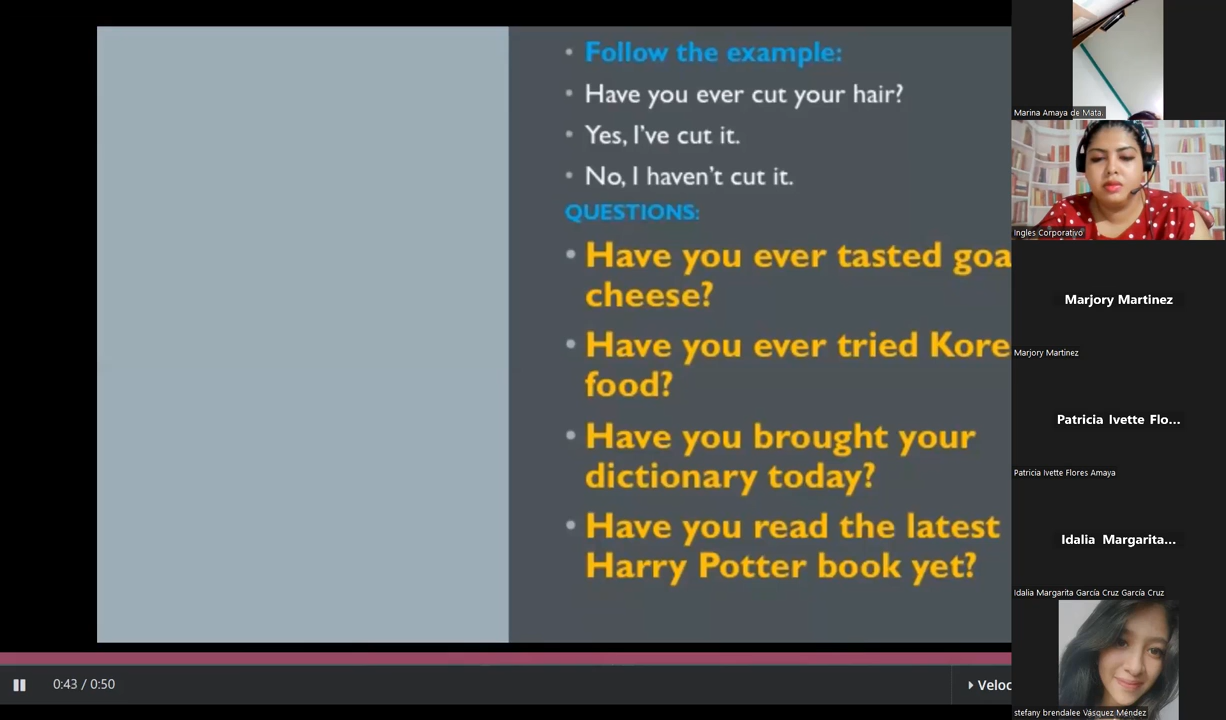 Follow the example:
Have you ever cut your hair?
Yes, I've cut it.
No, I haven't cut it.
QUESTIONS:
Have you ever tasted goa
cheese?
Have you ever tried Kore
food?
Have you brought your
dictionary today?
Have you read the latest
Harry Potter book yet?
0:43 / 0:50
Veloc
Marina Amaya de Mata.
Ingles Corporativo
Marjory Martinez
Marjory Martinez
Patricia Ivette Flo...
Patricia Ivette Flores Amaya
Idalia Margarita...
Idalia Margarita García Cruz García Cruz
stefany brendalee Vásquez Méndez